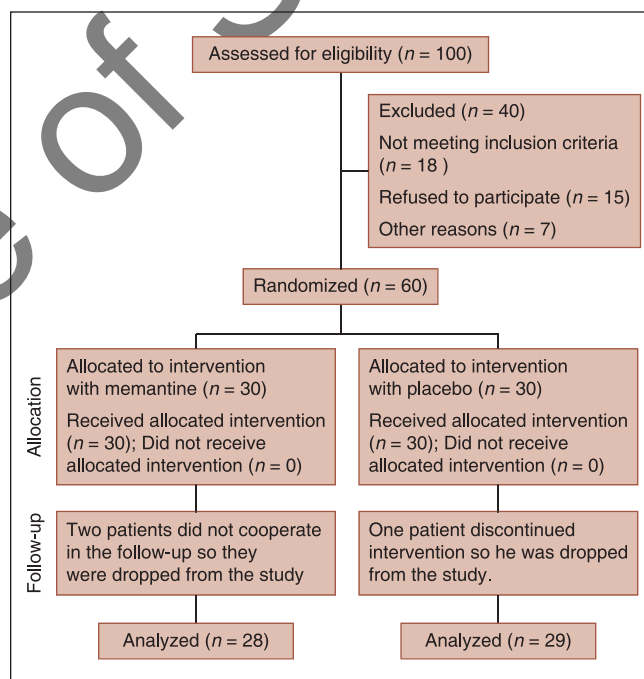 Assessed for eligibility (n = 100)
Excluded (n = 40)
Not meeting inclusion criteria
(n = 18 )
Refused to participate (n = 15)
Other reasons (n = 7)
Randomized (n = 60)
Allocation
Allocated to intervention
with memantine (n = 30)
Received allocated intervention
(n = 30); Did not receive
allocated intervention (n = 0)
Allocated to intervention
with placebo (n = 30)
Received allocated intervention
(n = 30); Did not receive
allocated intervention (n = 0)
Follow-up
Two patients did not cooperate
in the follow-up so they
were dropped from the study
One patient discontinued
intervention so he was dropped
from the study.
Analyzed (n = 28)
Analyzed (n = 29)